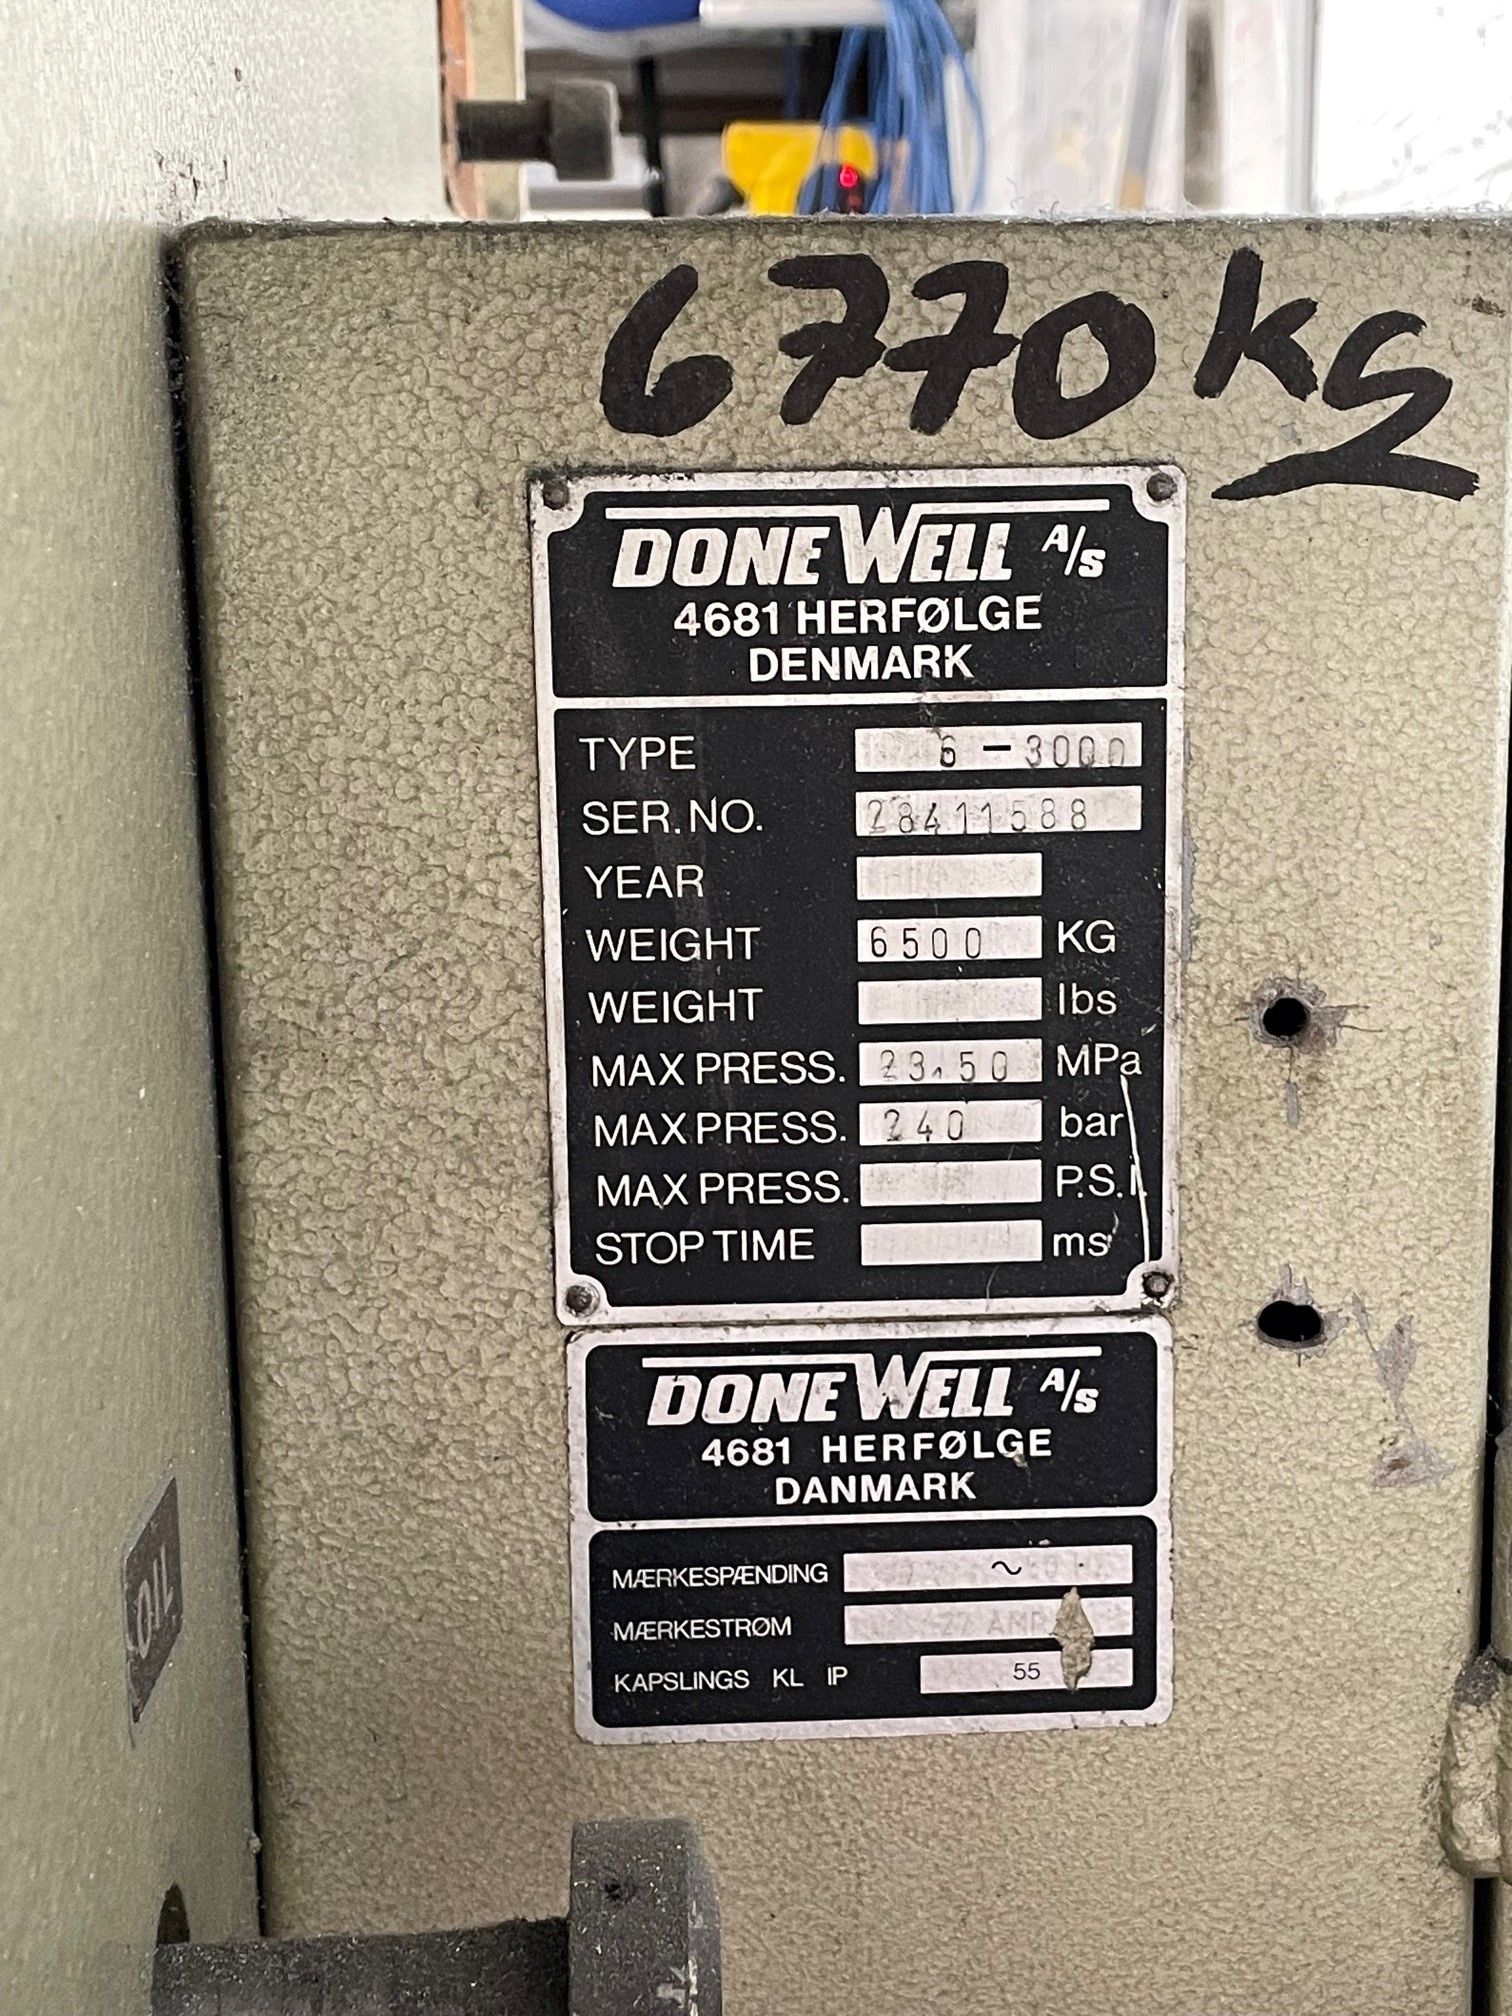 6770 kg
DONEWELL A/S
4681 HERFØLGE
DENMARK
TYPE 6 - 3000
SER. NO. 28411588
YEAR
WEIGHT 6500 KG
WEIGHT lbs
MAX PRESS. 23.50 MPa
MAX PRESS. 240 bar
MAX PRESS. P.S.I.
STOP TIME ms
DONEWELL A/S
4681 HERFØLGE
DANMARK
MÆRKESPÆNDING ~
MÆRKESTRØM 77 AMP
KAPSLINGS KL IP 55
OIL